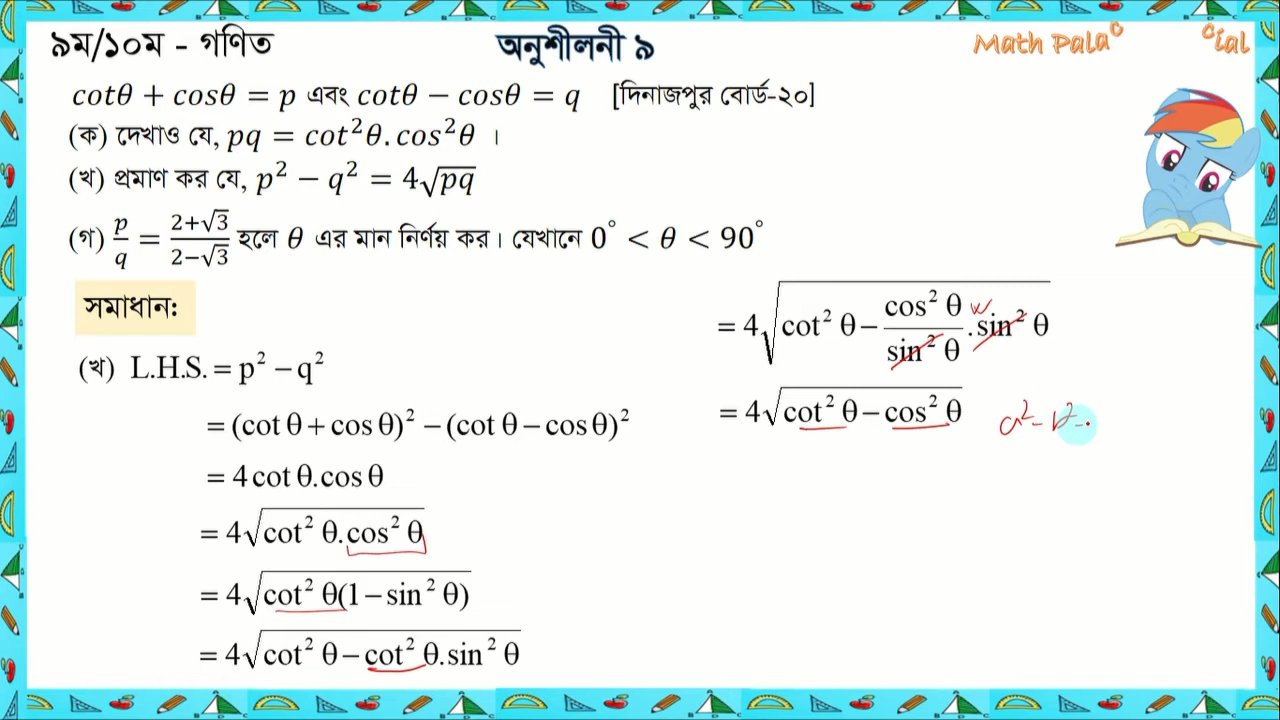 ৯ম/১০ম - গণিত
অনুশীলনী ৯
Math Pala
cial
cotθ + cosθ = p এবং cotθ − cosθ = q [দিনাজপুর বোর্ড-২০]
(ক) দেখাও যে, pq = cot²θ.cos²θ ।
(খ) প্রমাণ কর যে, p² − q² = 4√pq
(গ) p/q = (2+√3)/(2−√3) হলে θ এর মান নির্ণয় কর। যেখানে 0° < θ < 90°
সমাধান:
(খ) L.H.S. = p² − q²
= (cot θ + cos θ)² − (cot θ − cos θ)²
= 4 cot θ.cos θ
= 4√(cot² θ.cos² θ)
= 4√(cot² θ(1 − sin² θ))
= 4√(cot² θ − cot² θ.sin² θ)
= 4√(cot² θ − cos² θ/sin² θ .sin² θ)
= 4√(cot² θ − cos² θ)
a² − b² =